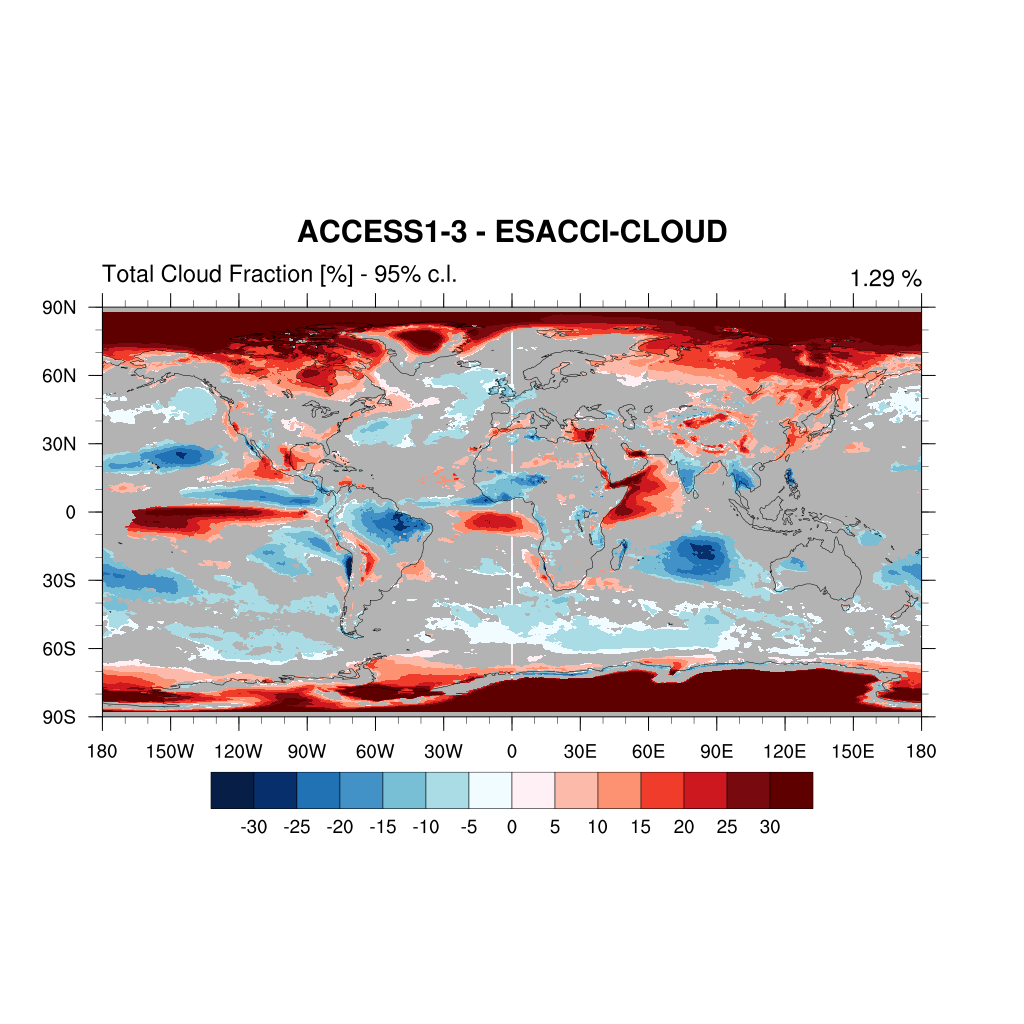 ACCESS1-3 - ESACCI-CLOUD
Total Cloud Fraction [%] - 95% c.l.
1.29 %
90N
60N
30N
0
30S
60S
90S
180 150W 120W 90W 60W 30W 0 30E 60E 90E 120E 150E 180
-30 -25 -20 -15 -10 -5 0 5 10 15 20 25 30